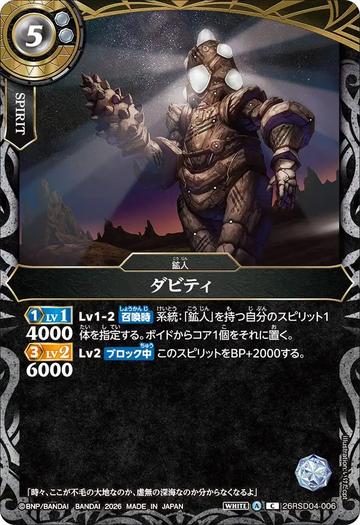 5
SPIRIT
こうじん
鉱人
ダビティ
1 Lv1
4000
3 Lv2
6000
Lv1-2 召喚時 系統：「鉱人」を持つ自分のスピリット1
体を指定する。ボイドからコア1個をそれに置く。
Lv2 ブロック中 このスピリットをBP+2000する。
「時々、ここが不毛の大地なのか、虚無の深海なのか分からなくなるよ」
©BNP/BANDAI ©BANDAI 2026 MADE IN JAPAN
WHITE A C 26RSD04-006